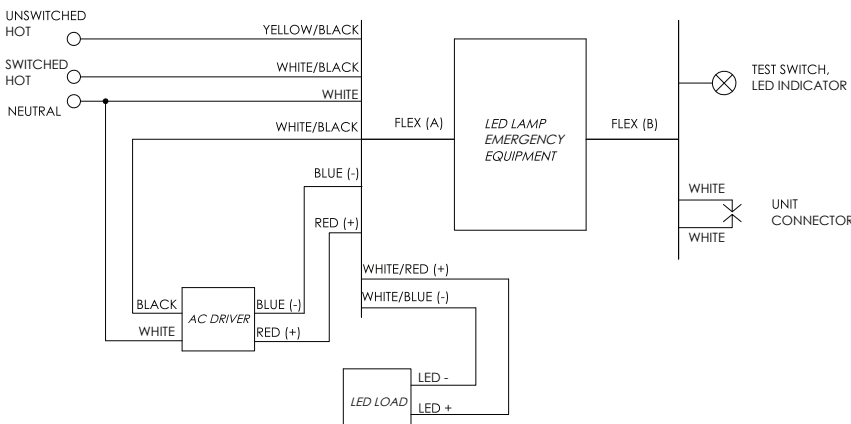 UNSWITCHED
HOT
YELLOW/BLACK
SWITCHED
HOT
WHITE/BLACK
NEUTRAL
WHITE
WHITE/BLACK
FLEX (A)
LED LAMP
EMERGENCY
EQUIPMENT
FLEX (B)
TEST SWITCH,
LED INDICATOR
BLUE (-)
RED (+)
WHITE
UNIT
CONNECTOR
WHITE
WHITE/RED (+)
WHITE/BLUE (-)
BLACK
WHITE
AC DRIVER
BLUE (-)
RED (+)
LED LOAD
LED -
LED +